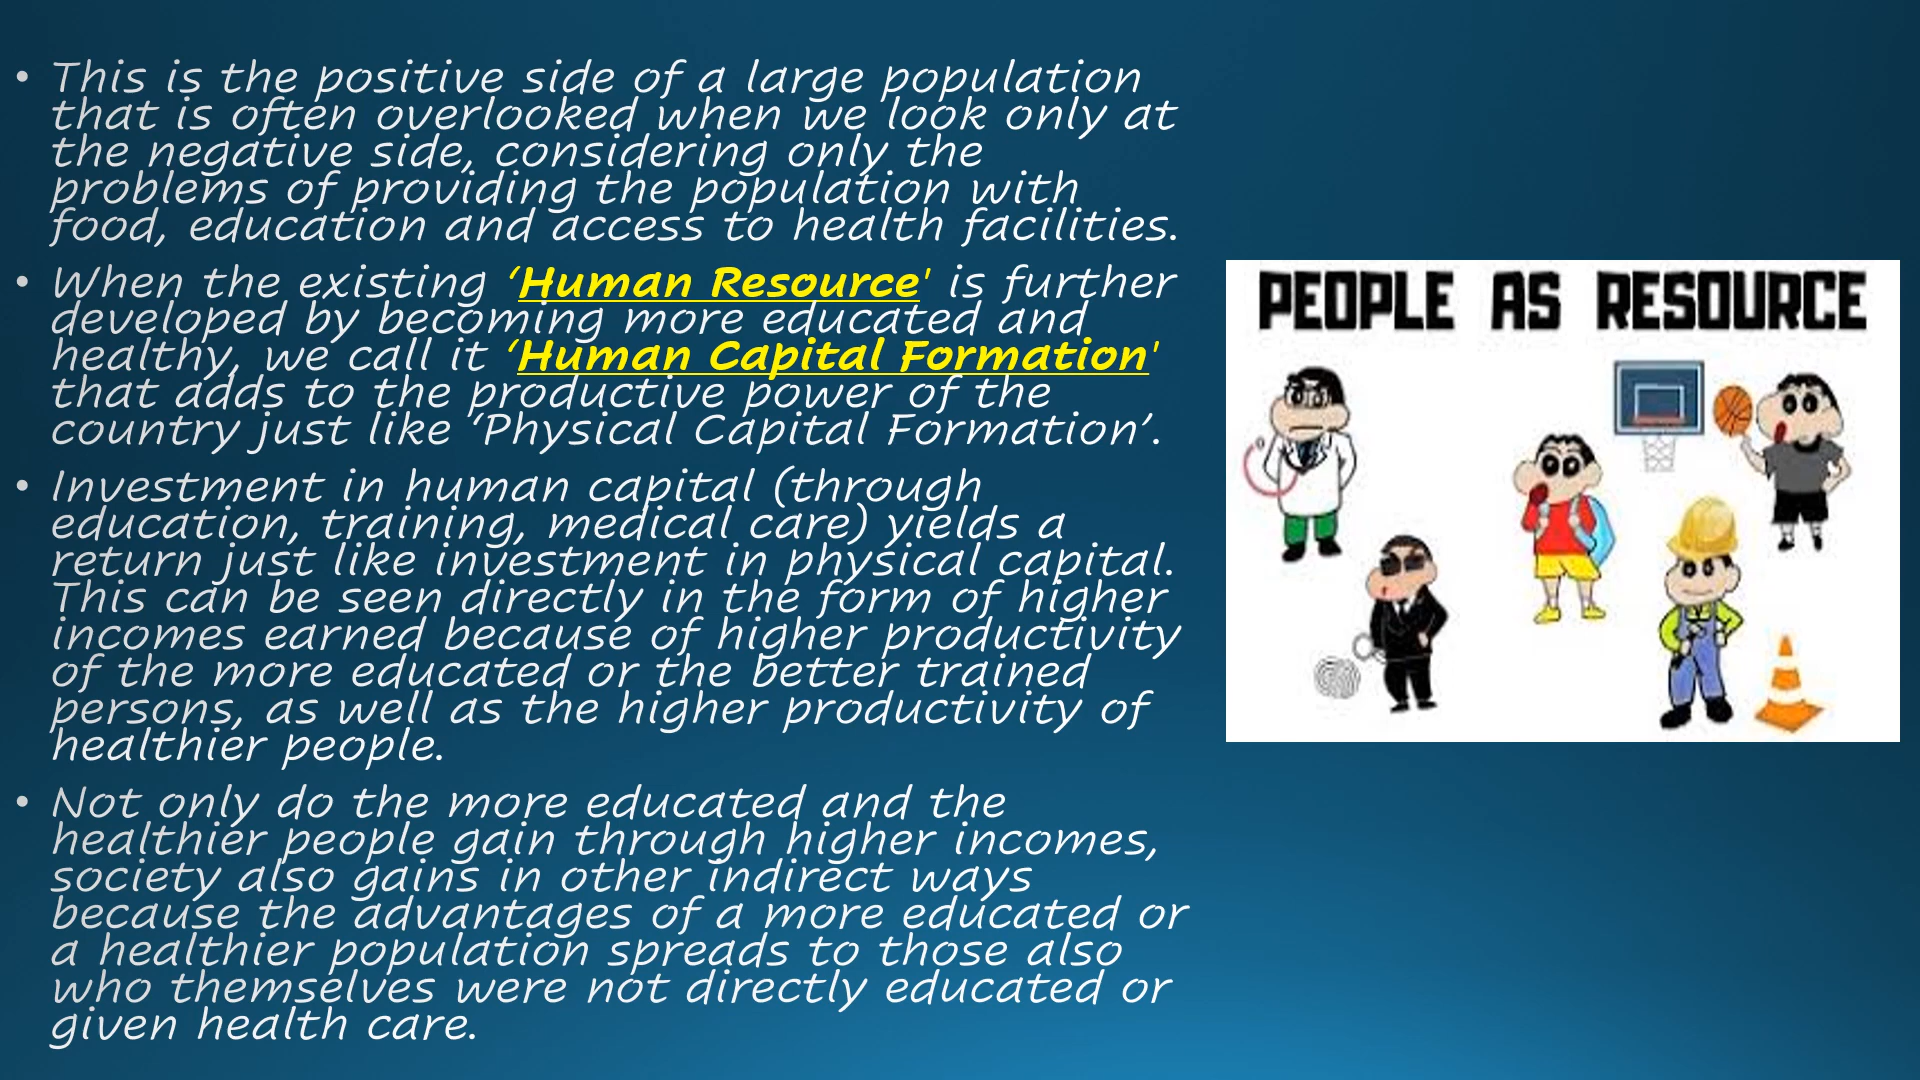 • This is the positive side of a large population
that is often overlooked when we look only at
the negative side, considering only the
problems of providing the population with
food, education and access to health facilities.
• When the existing ‘Human Resource' is further
developed by becoming more educated and
healthy, we call it ‘Human Capital Formation'
that adds to the productive power of the
country just like ‘Physical Capital Formation’.
• Investment in human capital (through
education, training, medical care) yields a
return just like investment in physical capital.
This can be seen directly in the form of higher
incomes earned because of higher productivity
of the more educated or the better trained
persons, as well as the higher productivity of
healthier people.
• Not only do the more educated and the
healthier people gain through higher incomes,
society also gains in other indirect ways
because the advantages of a more educated or
a healthier population spreads to those also
who themselves were not directly educated or
given health care.
PEOPLE AS RESOURCE